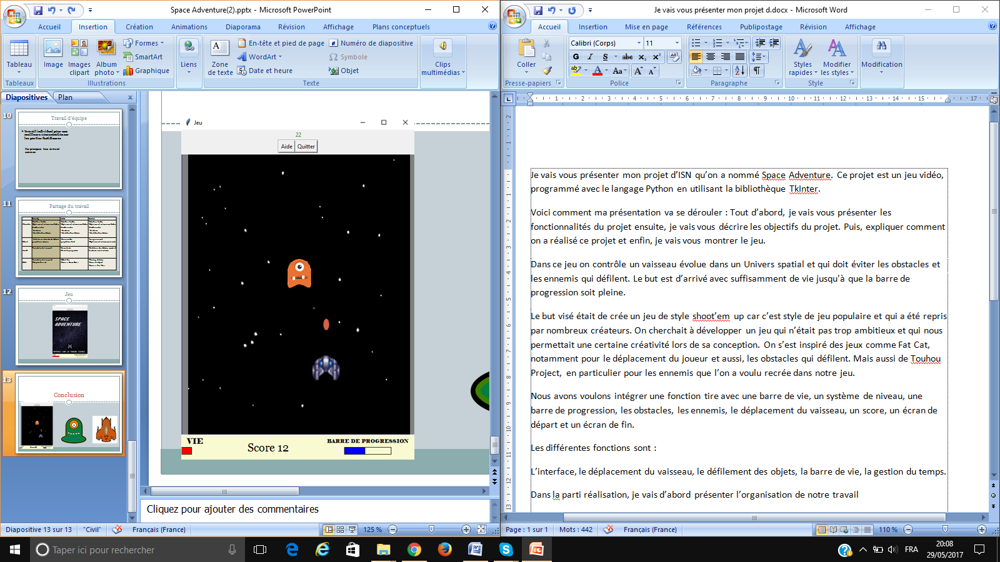 Space Adventure(2).pptx - Microsoft PowerPoint
Accueil Insertion Création Animations Diaporama Révision Affichage Plans conceptuels
Tableau
Tableaux
Image
Images clipart
Album photo
Formes
SmartArt
Graphique
Illustrations
Liens
Zone de texte
En-tête et pied de page
WordArt
Date et heure
Numéro de diapositive
Symbole
Objet
Texte
Clips multimédias
Diapositives Plan
10
Travail d'équipe
11
Partage du travail
12
Jeu
SPACE
ADVENTURE
13
Conclusion
Jeu
22
Aide Quitter
VIE
Score 12
BARRE DE PROGRESSION
Cliquez pour ajouter des commentaires
Diapositive 13 sur 13 "Civil" Français (France) 125 %
Je vais vous présenter mon projet d.docx - Microsoft Word
Accueil Insertion Mise en page Références Publipostage Révision Affichage
Coller
Presse-papiers
Calibri (Corps) 11
G I S abc x₂ x²
Aa A A
Police
Paragraphe
Styles rapides
Modifier les styles
Style
Modification
Je vais vous présenter mon projet d'ISN qu'on a nommé Space Adventure. Ce projet est un jeu vidéo,
programmé avec le langage Python en utilisant la bibliothèque TkInter.
Voici comment ma présentation va se dérouler : Tout d'abord, je vais vous présenter les
fonctionnalités du projet ensuite, je vais vous décrire les objectifs du projet. Puis, expliquer comment
on a réalisé ce projet et enfin, je vais vous montrer le jeu.
Dans ce jeu on contrôle un vaisseau évolue dans un Univers spatial et qui doit éviter les obstacles et
les ennemis qui défilent. Le but est d'arrivé avec suffisamment de vie jusqu'à que la barre de
progression soit pleine.
Le but visé était de crée un jeu de style shoot'em up car c'est style de jeu populaire et qui a été repris
par nombreux créateurs. On cherchait à développer un jeu qui n'était pas trop ambitieux et qui nous
permettait une certaine créativité lors de sa conception. On s'est inspiré des jeux comme Fat Cat,
notamment pour le déplacement du joueur et aussi, les obstacles qui défilent. Mais aussi de Touhou
Project, en particulier pour les ennemis que l'on a voulu recrée dans notre jeu.
Nous avons voulons intégrer une fonction tire avec une barre de vie, un système de niveau, une
barre de progression, les obstacles, les ennemis, le déplacement du vaisseau, un score, un écran de
départ et un écran de fin.
Les différentes fonctions sont :
L'interface, le déplacement du vaisseau, le défilement des objets, la barre de vie, la gestion du temps.
Dans la parti réalisation, je vais d'abord présenter l'organisation de notre travail
Page : 1 sur 1 Mots : 442 Français (France) 110 %
Taper ici pour rechercher
FRA
20:08
29/05/2017